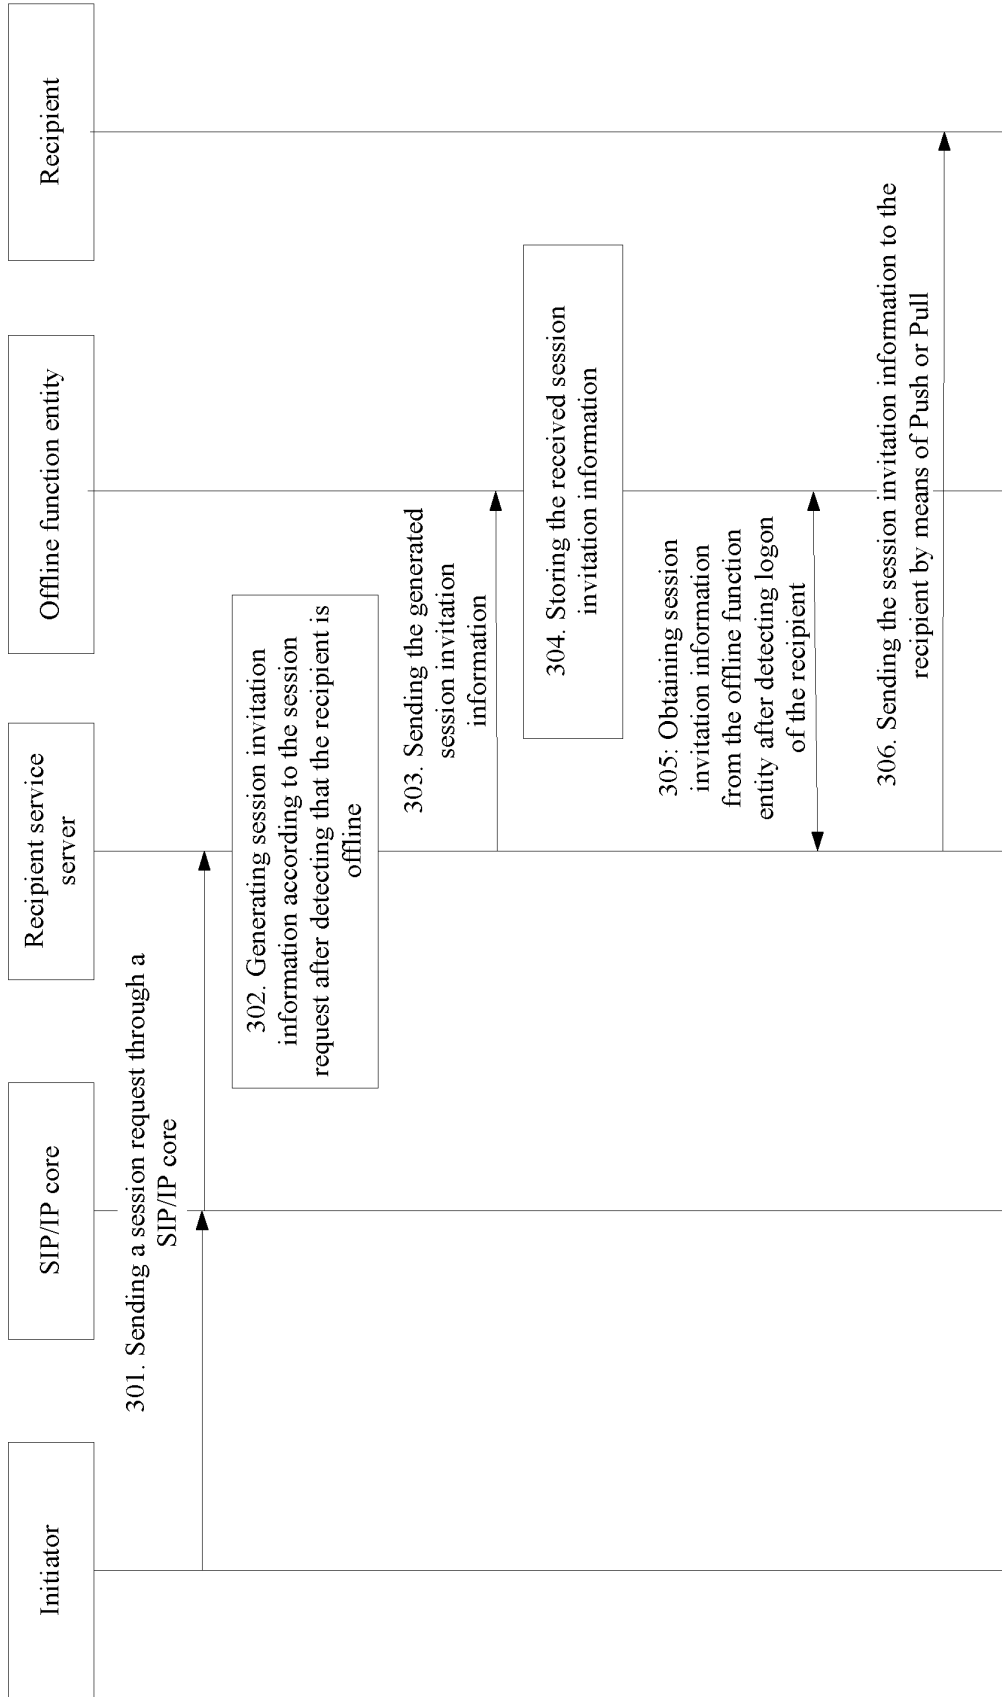 Initiator
SIP/IP core
Recipient service
server
Offline function entity
Recipient
301. Sending a session request through a
SIP/IP core
302. Generating session invitation
information according to the session
request after detecting that the recipient is
offline
303. Sending the generated
session invitation
information
304. Storing the received session
invitation information
305: Obtaining session
invitation information
from the offline function
entity after detecting logon
of the recipient
306. Sending the session invitation information to the
recipient by means of Push or Pull